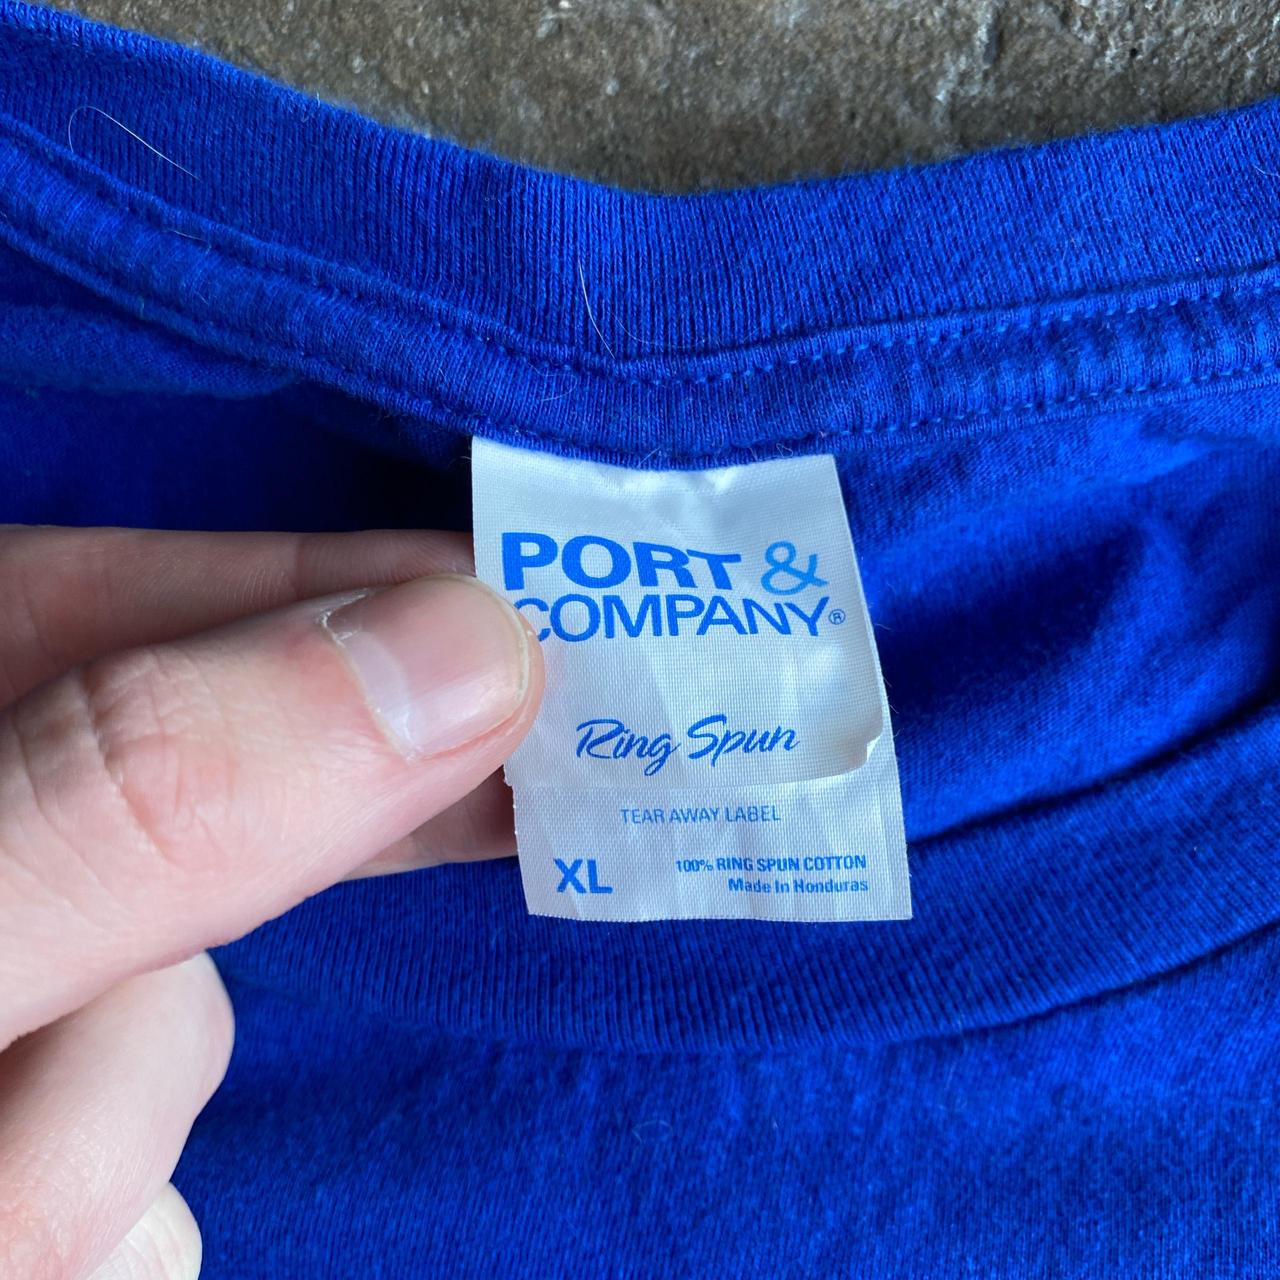 PORT &
COMPANY®
Ring Spun
TEAR AWAY LABEL
XL
100% RING SPUN COTTON
Made In Honduras